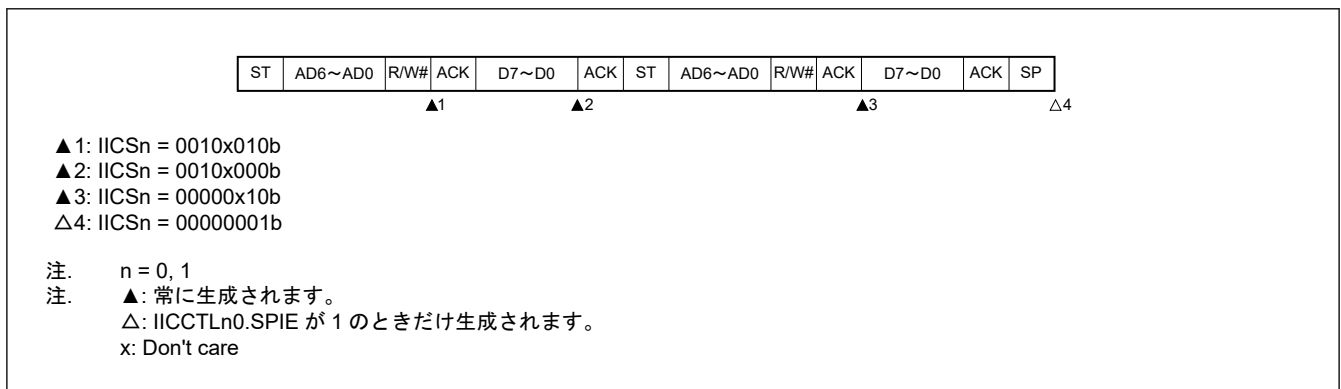 ST AD6～AD0 R/W# ACK D7～D0 ACK ST AD6～AD0 R/W# ACK D7～D0 ACK SP
▲1 ▲2 ▲3 △4
▲1: IICSn = 0010x010b
▲2: IICSn = 0010x000b
▲3: IICSn = 00000x10b
△4: IICSn = 00000001b
注. n = 0, 1
注. ▲: 常に生成されます。
△: IICCTLn0.SPIE が 1 のときだけ生成されます。
x: Don't care